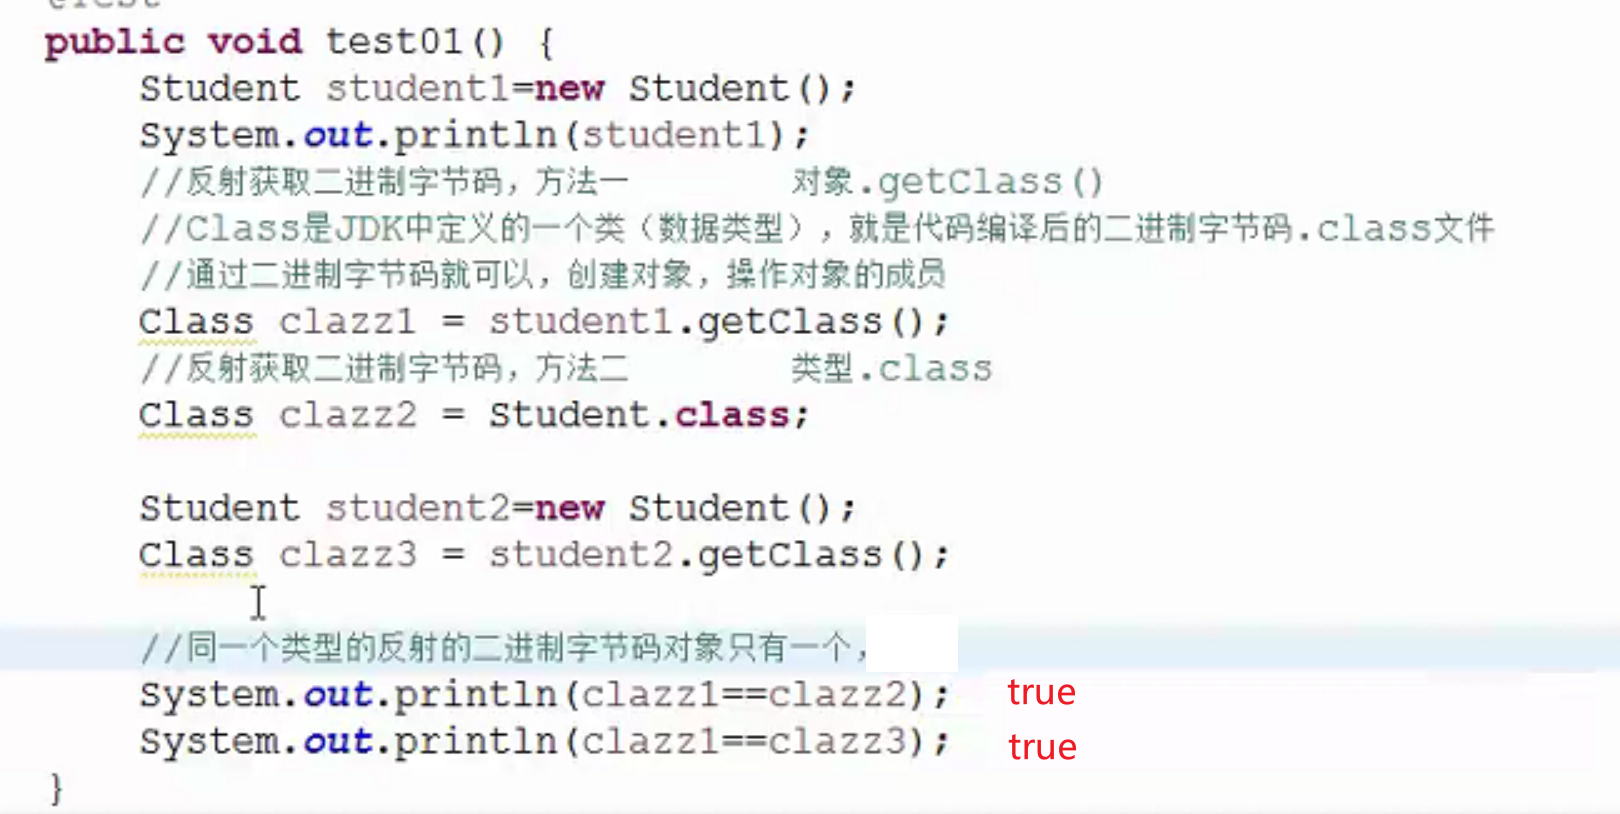 @Test
public void test01() {
Student student1=new Student();
System.out.println(student1);
//反射获取二进制字节码，方法一 对象.getClass()
//Class是JDK中定义的一个类（数据类型），就是代码编译后的二进制字节码.class文件
//通过二进制字节码就可以，创建对象，操作对象的成员
Class clazz1 = student1.getClass();
//反射获取二进制字节码，方法二 类型.class
Class clazz2 = Student.class;
Student student2=new Student();
Class clazz3 = student2.getClass();
//同一个类型的反射的二进制字节码对象只有一个，
System.out.println(clazz1==clazz2); true
System.out.println(clazz1==clazz3); true
}